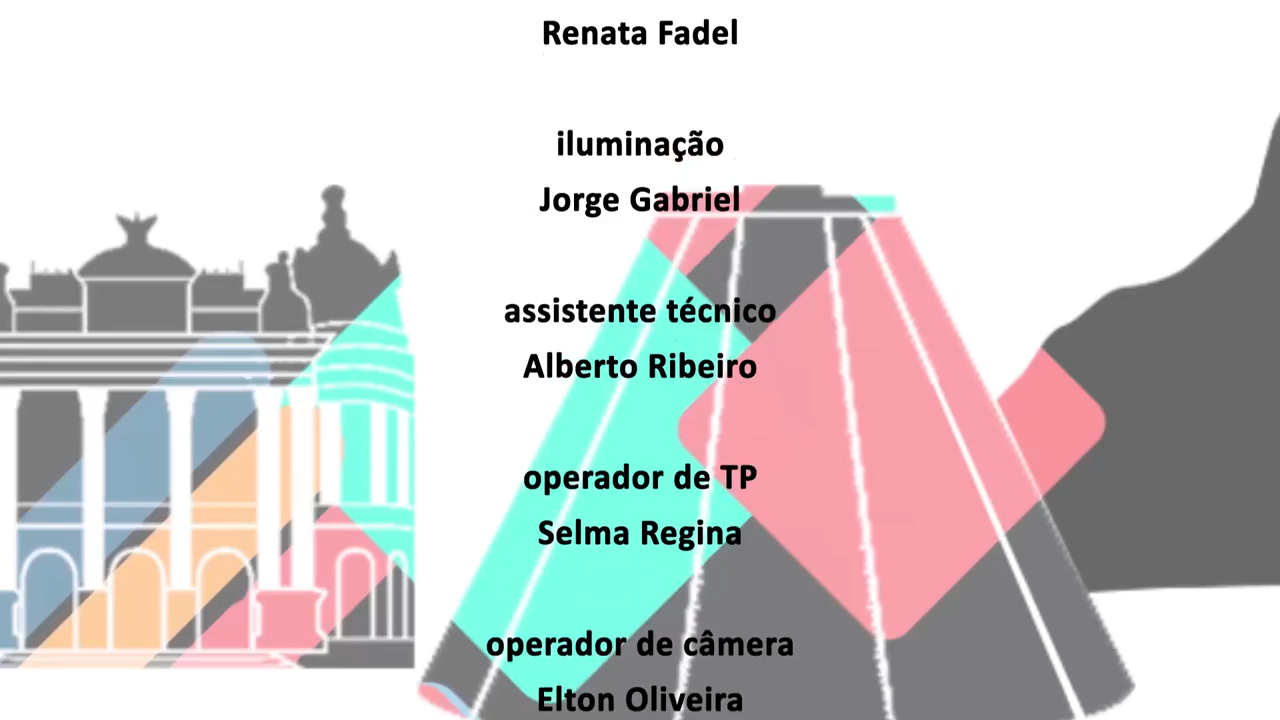 Renata Fadel
iluminação
Jorge Gabriel
assistente técnico
Alberto Ribeiro
operador de TP
Selma Regina
operador de câmera
Elton Oliveira